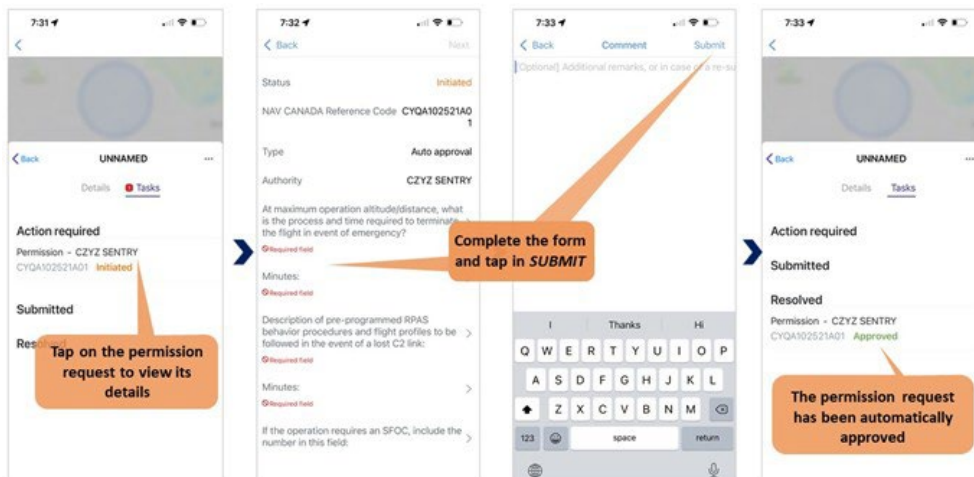 7:31
Back
UNNAMED
...
Details
Tasks
Action required
Permission - CZYZ SENTRY
CYQA102521A01 Initiated
Submitted
Tap on the permission
request to view its
details
7:32
Back
Next
Status
Initiated
NAV CANADA Reference Code
CYQA102521A0
1
Type
Auto approval
Authority
CZYZ SENTRY
At maximum operation altitude/distance, what
is the process and time required to terminate
the flight in event of emergency?
Required field
Minutes:
Required field
Description of pre-programmed RPAS
behavior procedures and flight profiles to be
followed in the event of a lost C2 link:
Required field
Minutes:
Required field
If the operation requires an SFOC, include the
number in this field:
7:33
Back
Comment
Submit
[Optional] Additional remarks, or in case of a re-su
Complete the form
and tap in SUBMIT
I
Thanks
Hi
Q W E R T Y U I O P
A S D F G H J K L
Z X C V B N M
123
space
return
7:33
Back
UNNAMED
...
Details
Tasks
Action required
Submitted
Resolved
Permission - CZYZ SENTRY
CYQA102521A01 Approved
The permission request
has been automatically
approved